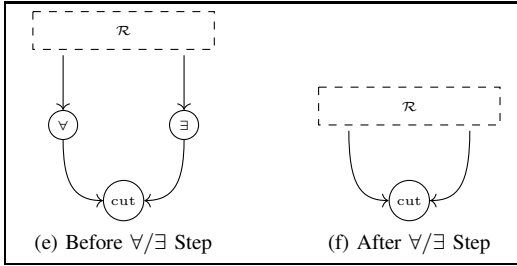 ℛ
∀ ∃
cut
(e) Before ∀/∃ Step
ℛ
cut
(f) After ∀/∃ Step